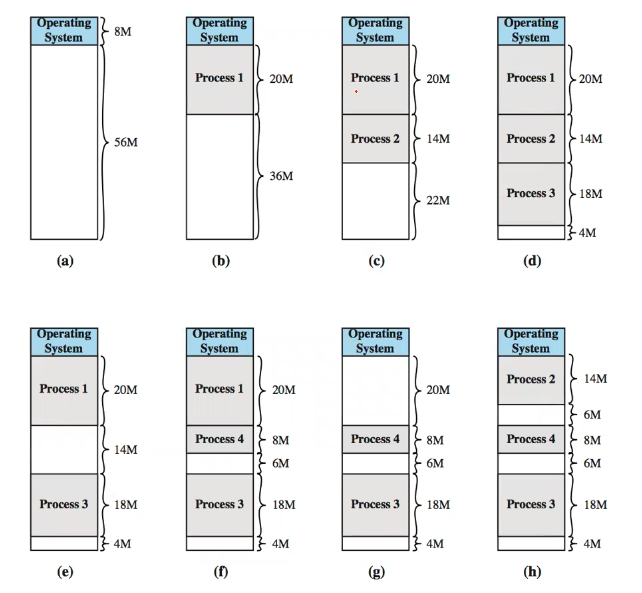 Operating
System
8M
56M
(a)
Operating
System
Process 1
20M
36M
(b)
Operating
System
Process 1
20M
Process 2
14M
22M
(c)
Operating
System
Process 1
20M
Process 2
14M
Process 3
18M
4M
(d)
Operating
System
Process 1
20M
14M
Process 3
18M
4M
(e)
Operating
System
Process 1
20M
Process 4
8M
6M
Process 3
18M
4M
(f)
Operating
System
20M
Process 4
8M
6M
Process 3
18M
4M
(g)
Operating
System
Process 2
14M
6M
Process 4
8M
6M
Process 3
18M
4M
(h)